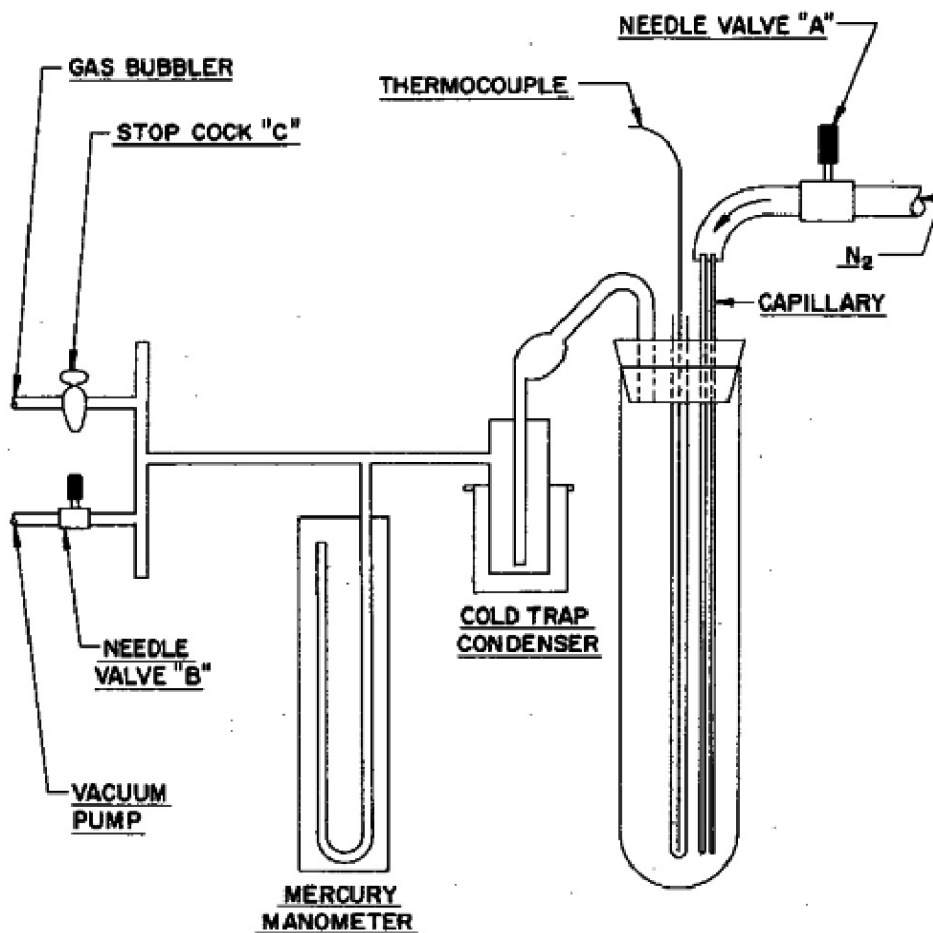 NEEDLE VALVE "A"
GAS BUBBLER
THERMOCOUPLE
STOP COCK "C"
N₂
CAPILLARY
COLD TRAP
CONDENSER
NEEDLE
VALVE "B"
VACUUM
PUMP
MERCURY
MANOMETER